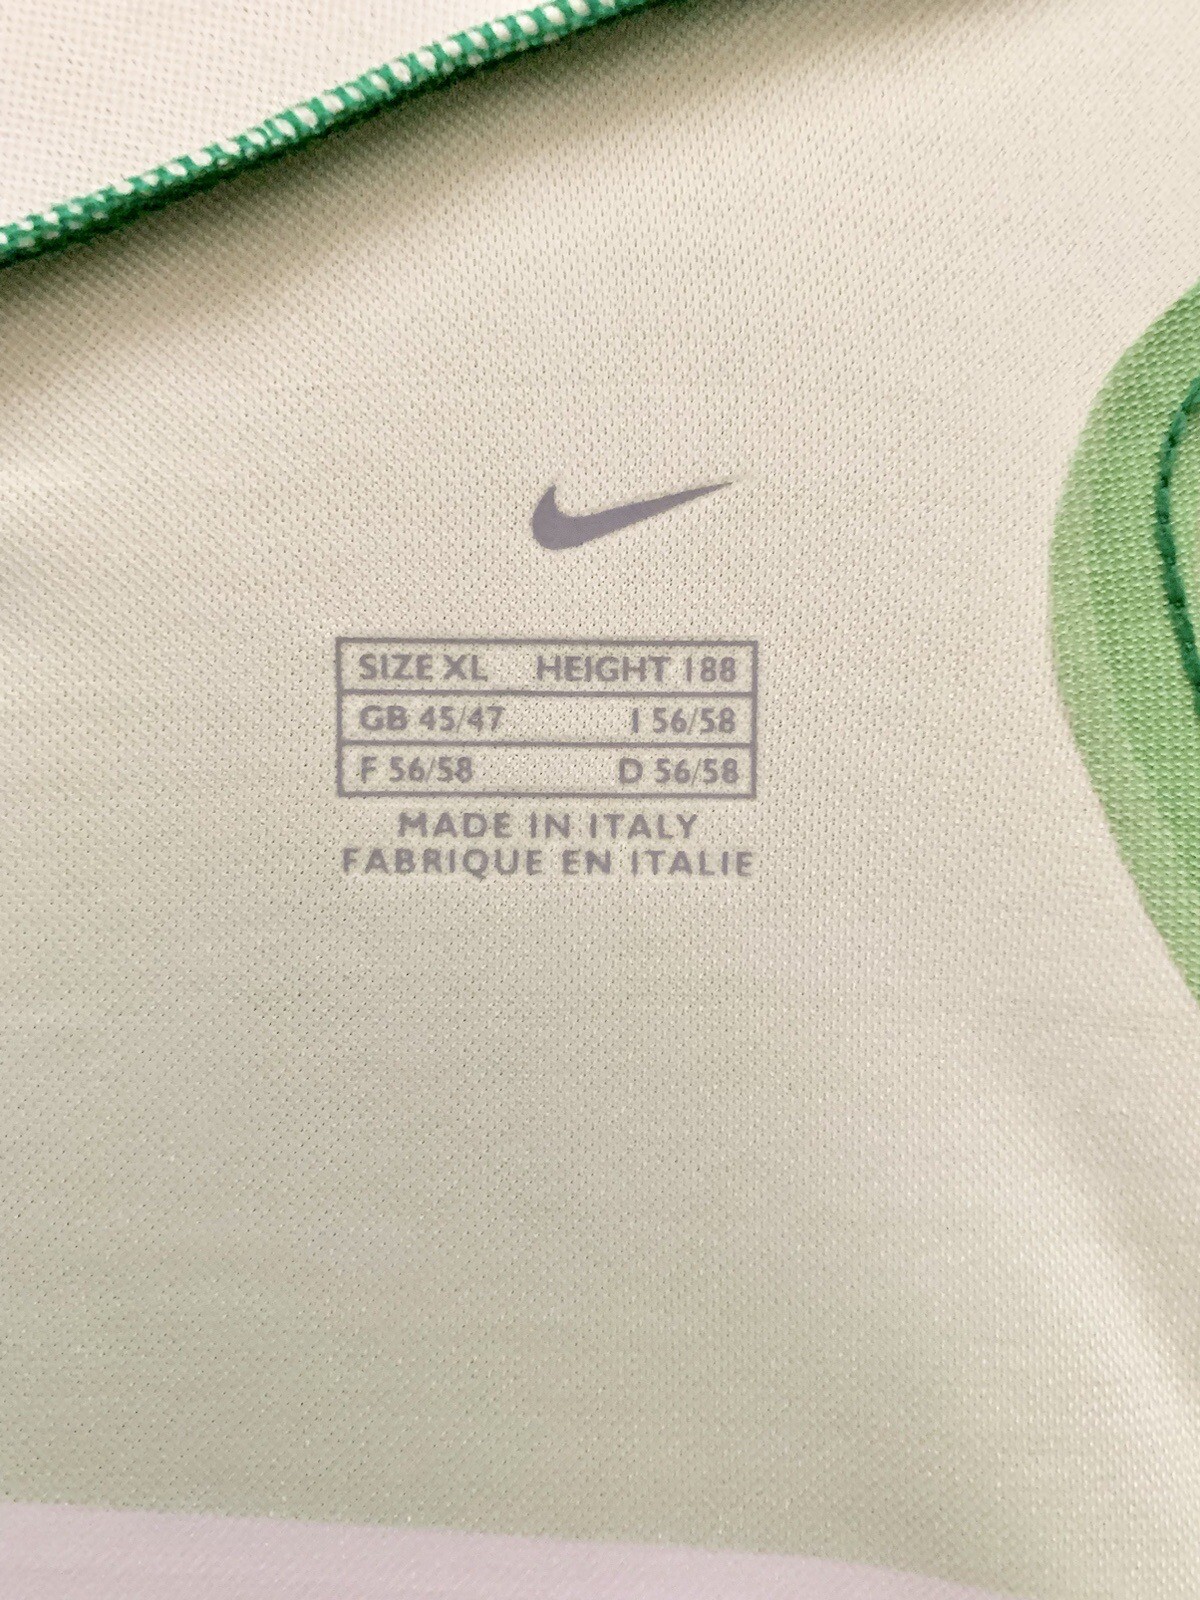 SIZE XL HEIGHT 188
GB 45/47 I 56/58
F 56/58 D 56/58
MADE IN ITALY
FABRIQUE EN ITALIE